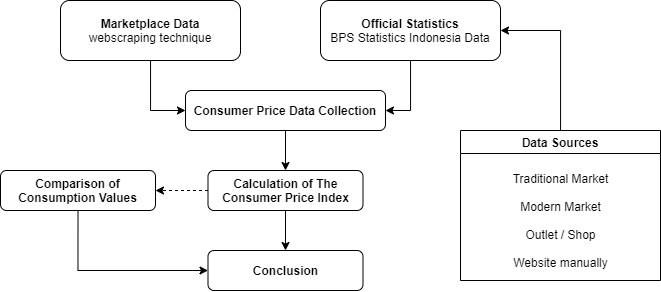 Marketplace Data
webscraping technique
Official Statistics
BPS Statistics Indonesia Data
Consumer Price Data Collection
Data Sources
Traditional Market
Modern Market
Outlet / Shop
Website manually
Comparison of
Consumption Values
Calculation of The
Consumer Price Index
Conclusion